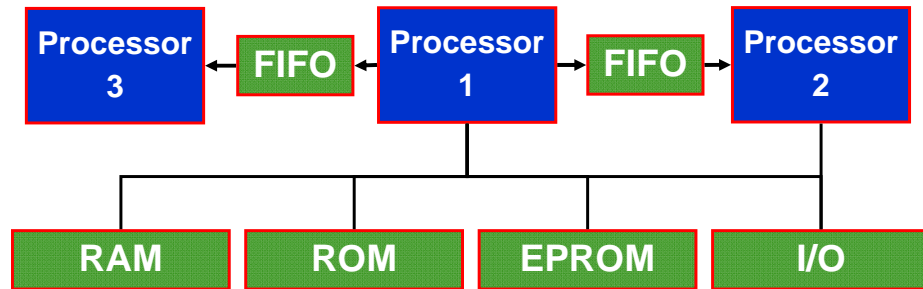 Processor
3
FIFO
Processor
1
FIFO
Processor
2
RAM
ROM
EPROM
I/O